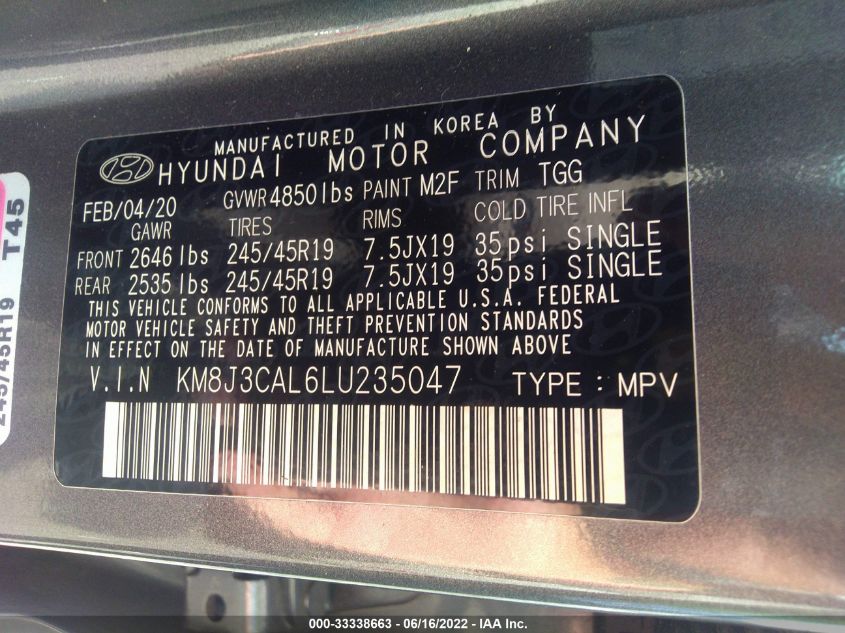 MANUFACTURED IN KOREA BY
HYUNDAI MOTOR COMPANY
FEB/04/20 GVWR 4850 lbs PAINT M2F TRIM TGG
GAWR TIRES RIMS COLD TIRE INFL
FRONT 2646 lbs 245/45R19 7.5JX19 35psi SINGLE
REAR 2535 lbs 245/45R19 7.5JX19 35psi SINGLE
THIS VEHICLE CONFORMS TO ALL APPLICABLE U.S.A. FEDERAL
MOTOR VEHICLE SAFETY AND THEFT PREVENTION STANDARDS
IN EFFECT ON THE DATE OF MANUFACTURE SHOWN ABOVE
V.I.N KM8J3CAL6LU235047 TYPE : MPV
T45
245/45R19
000-33338663 - 06/16/2022 - IAA Inc.